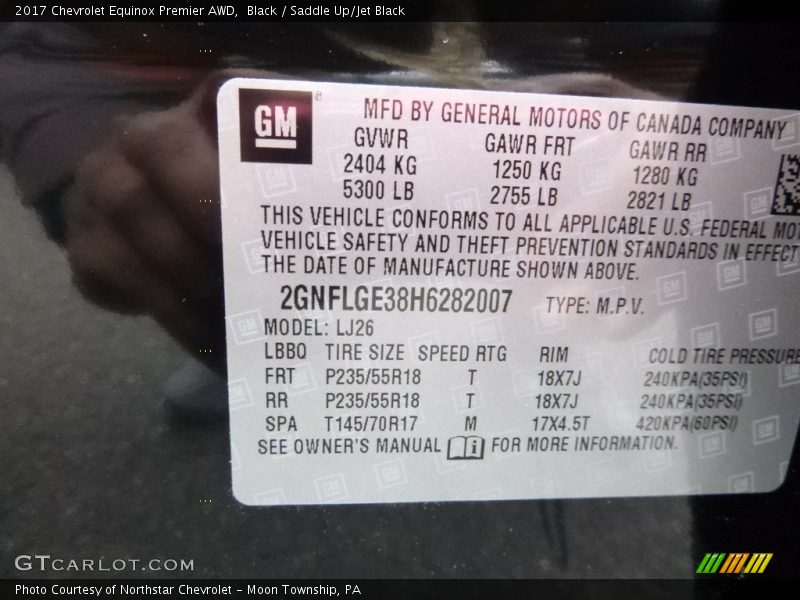 2017 Chevrolet Equinox Premier AWD,  Black / Saddle Up/Jet Black
GM ®
MFD BY GENERAL MOTORS OF CANADA COMPANY
GVWR GAWR FRT GAWR RR
2404 KG 1250 KG 1280 KG
5300 LB 2755 LB 2821 LB
THIS VEHICLE CONFORMS TO ALL APPLICABLE U.S. FEDERAL MOT
VEHICLE SAFETY AND THEFT PREVENTION STANDARDS IN EFFECT
THE DATE OF MANUFACTURE SHOWN ABOVE.
2GNFLGE38H6282007 TYPE: M.P.V.
MODEL: LJ26
LBBQ TIRE SIZE SPEED RTG RIM COLD TIRE PRESSURE
FRT P235/55R18 T 18X7J 240KPA(35PSI)
RR P235/55R18 T 18X7J 240KPA(35PSI)
SPA T145/70R17 M 17X4.5T 420KPA(60PSI)
SEE OWNER'S MANUAL i FOR MORE INFORMATION.
GTCARLOT.COM
Photo Courtesy of Northstar Chevrolet - Moon Township, PA